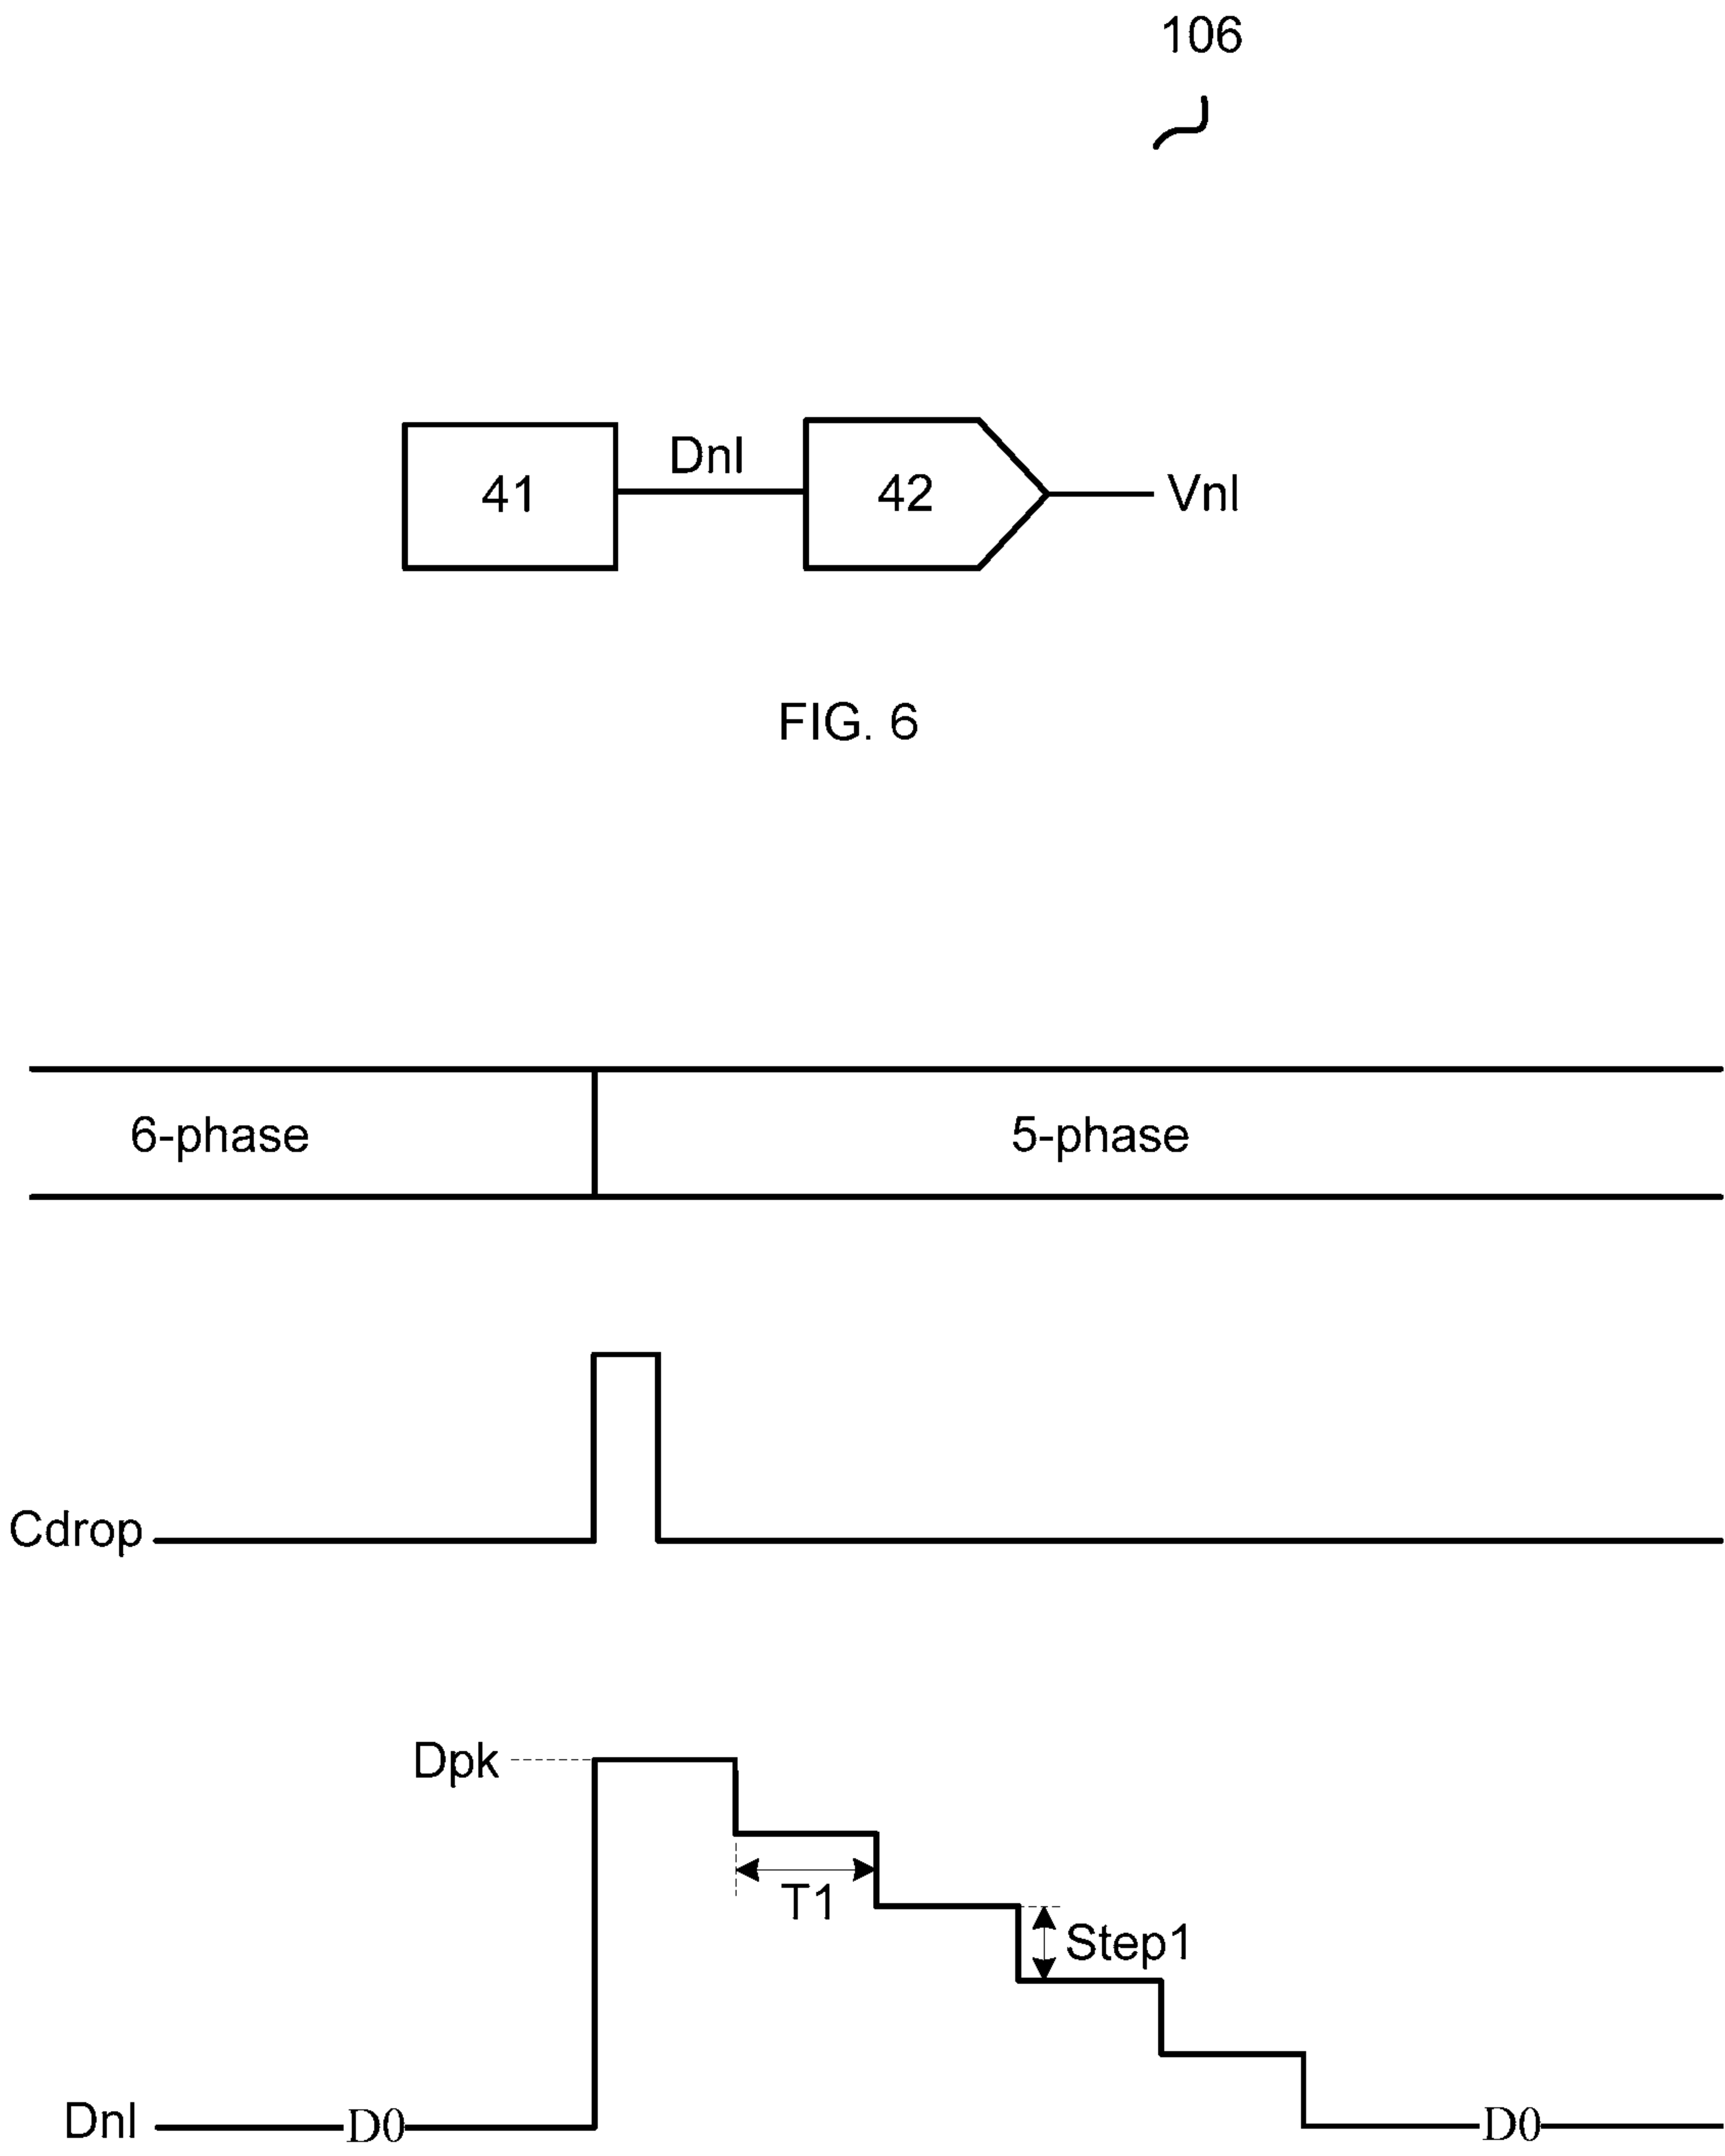 106
41
Dnl
42
Vnl
FIG. 6
6-phase
5-phase
Cdrop
Dpk
T1
Step1
Dnl
D0
D0